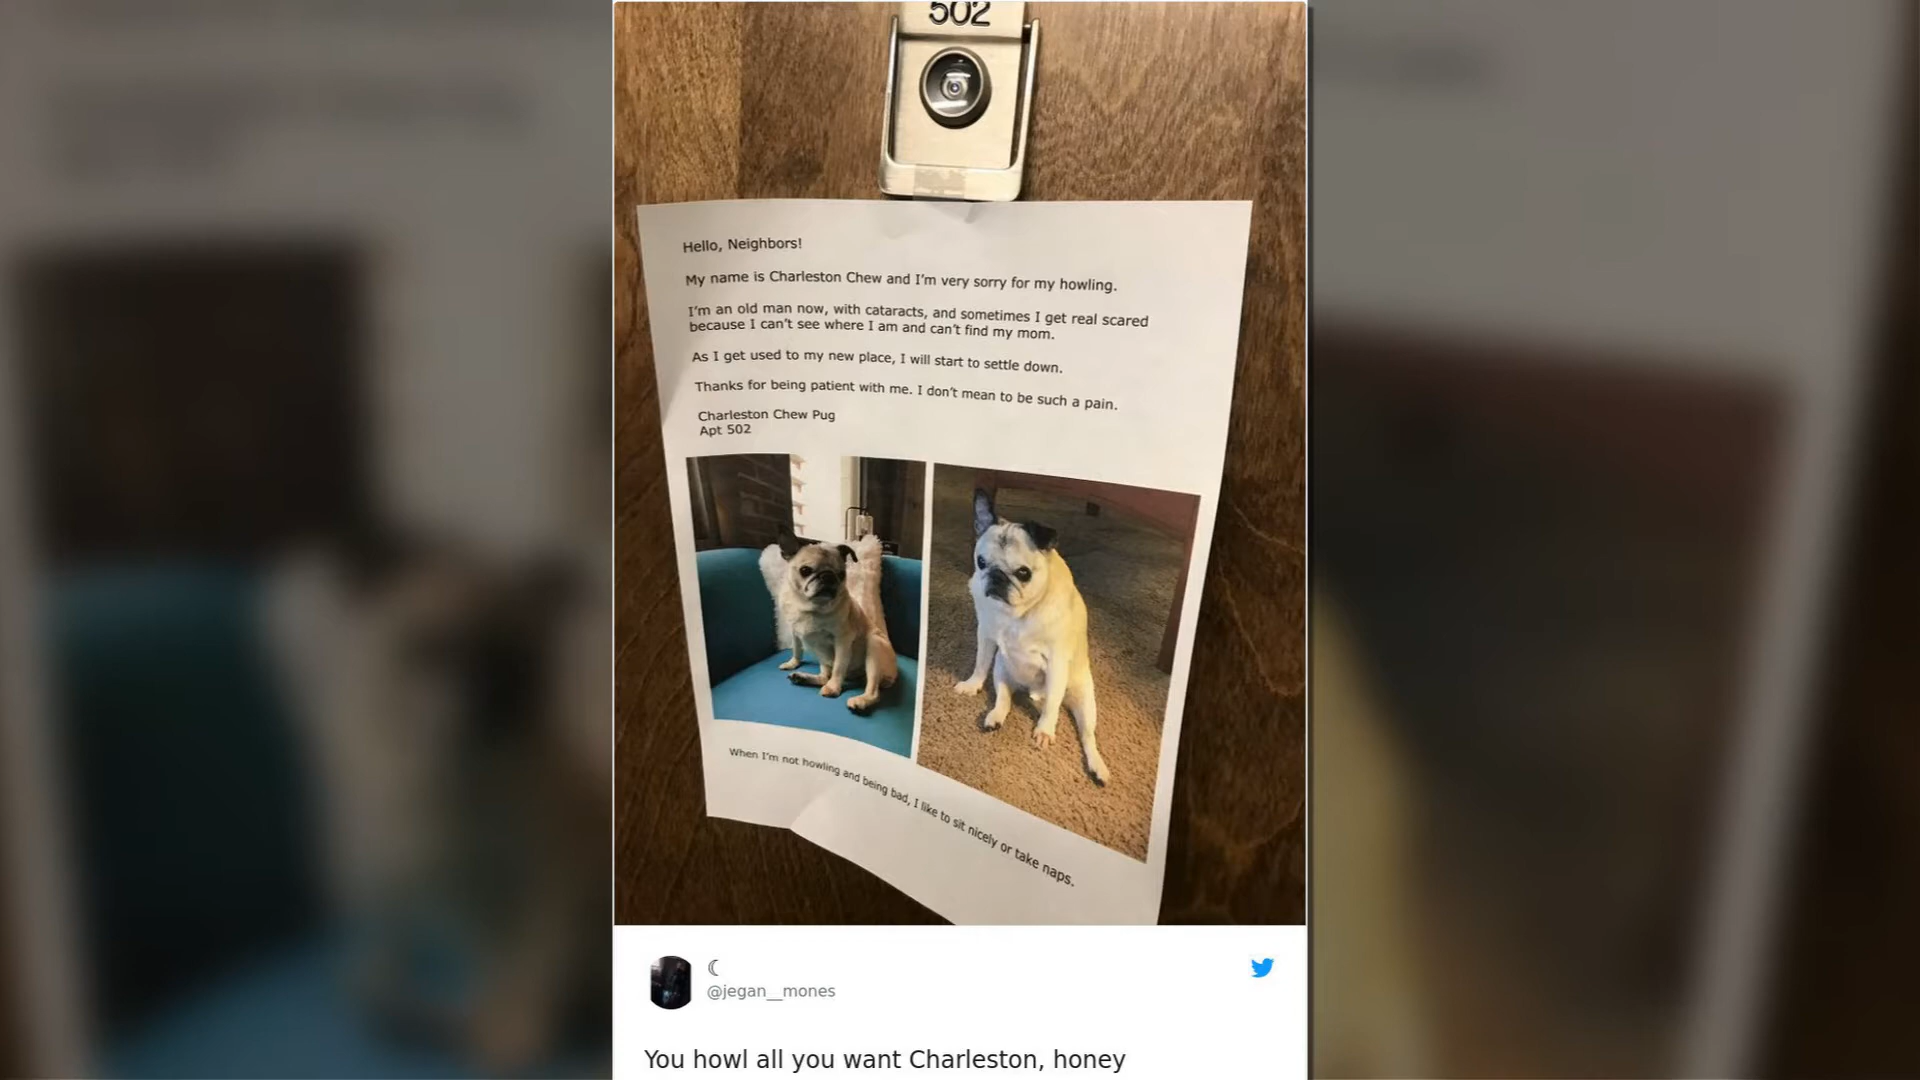 502
Hello, Neighbors!
My name is Charleston Chew and I'm very sorry for my howling.
I'm an old man now, with cataracts, and sometimes I get real scared
because I can't see where I am and can't find my mom.
As I get used to my new place, I will start to settle down.
Thanks for being patient with me. I don't mean to be such a pain.
Charleston Chew Pug
Apt 502
When I'm not howling and being bad, I like to sit nicely or take naps.
@jegan__mones
You howl all you want Charleston, honey